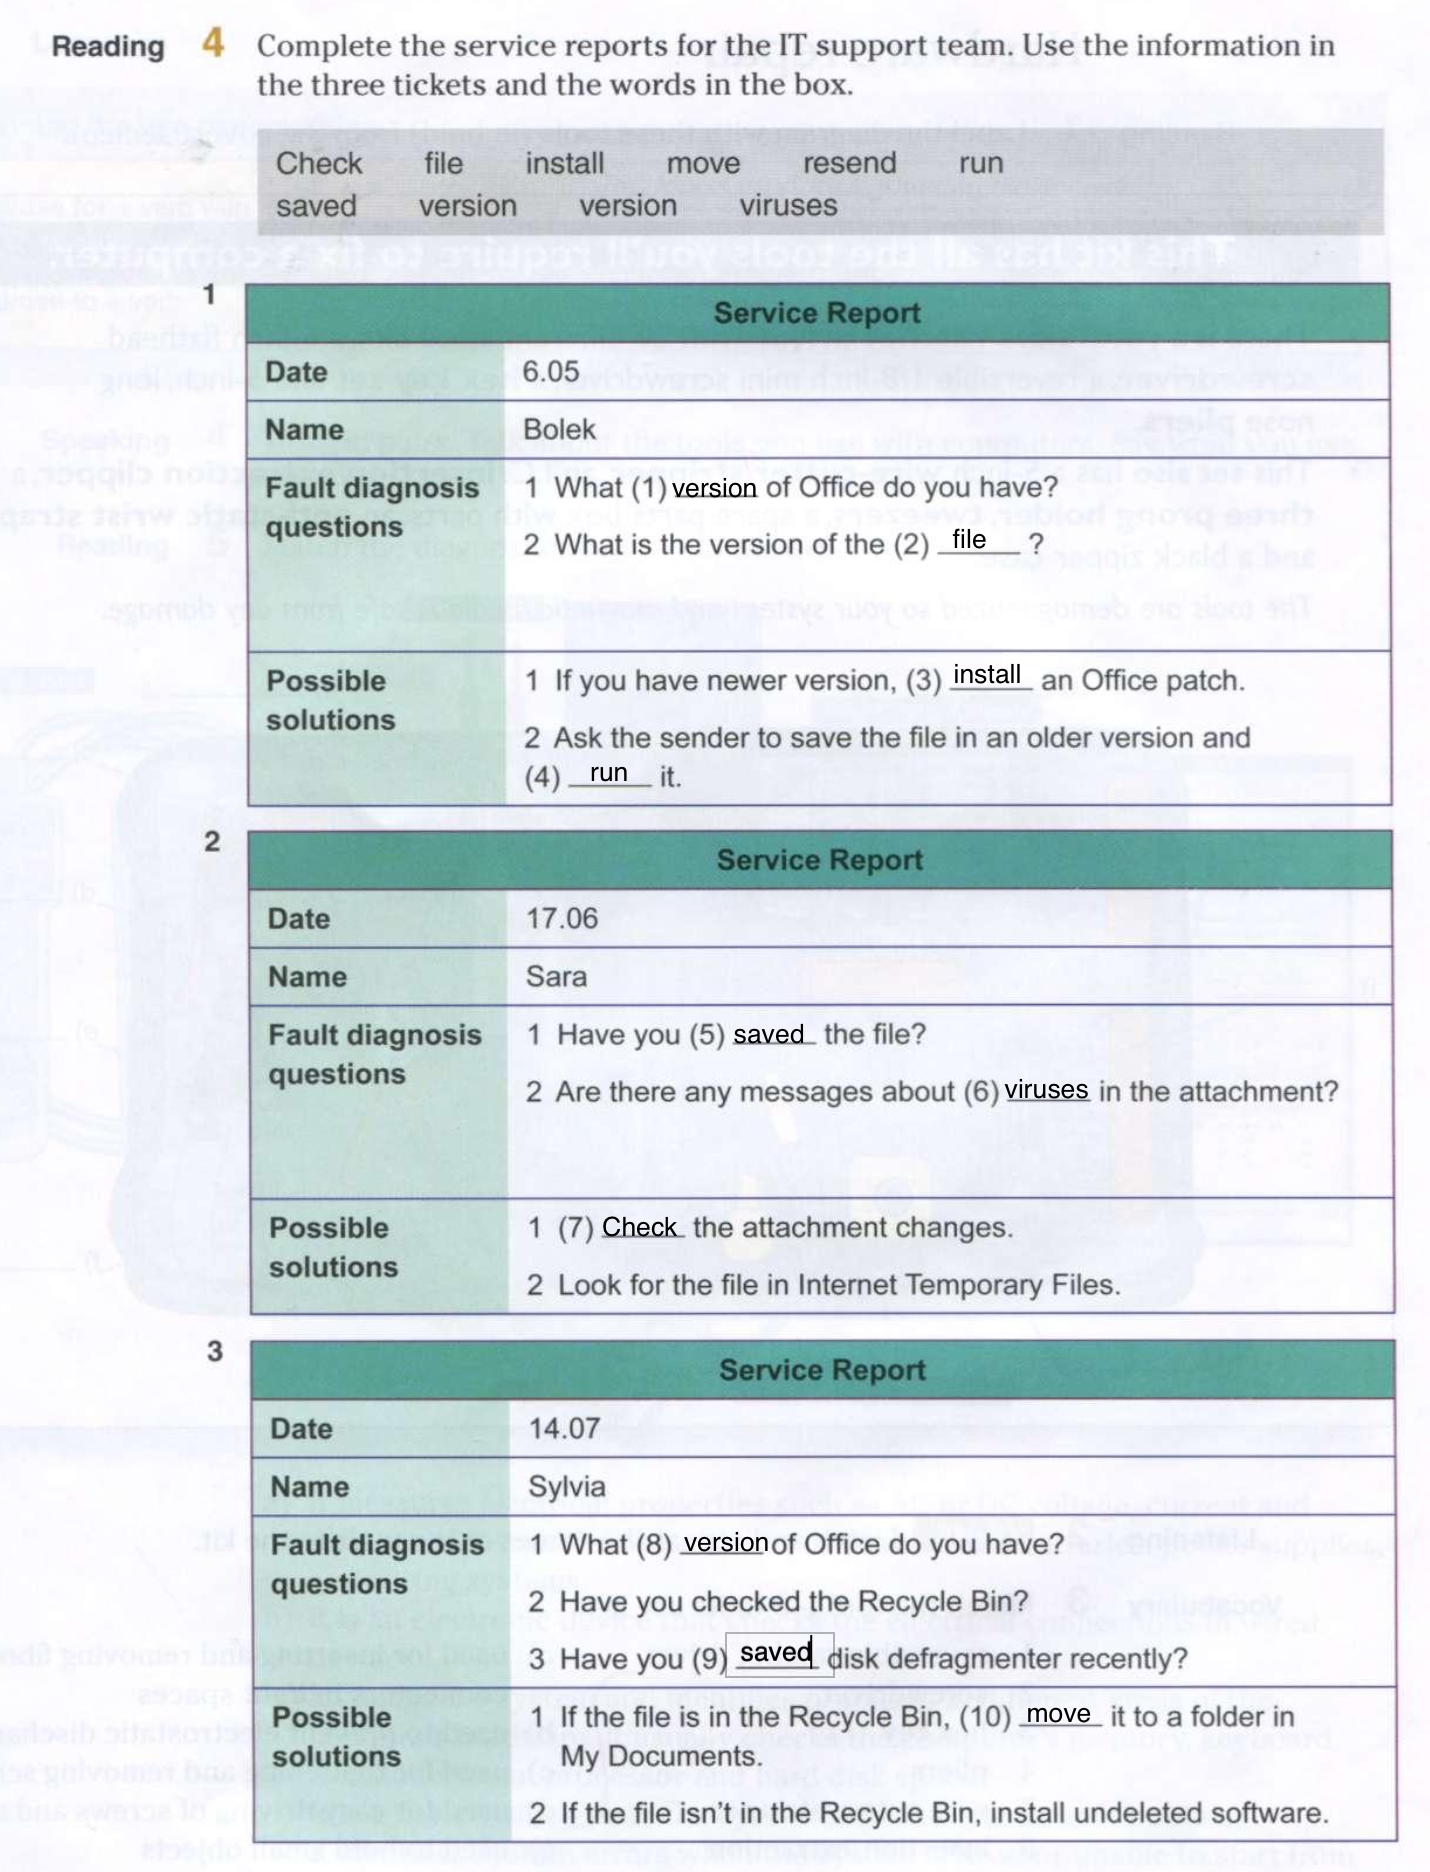 Reading 4 Complete the service reports for the IT support team. Use the information in
the three tickets and the words in the box.
Check file install move resend run
saved version version viruses
1
Service Report
Date 6.05
Name Bolek
Fault diagnosis questions
1 What (1) version of Office do you have?
2 What is the version of the (2) file ?
Possible solutions
1 If you have newer version, (3) install an Office patch.
2 Ask the sender to save the file in an older version and
(4) run it.
2
Service Report
Date 17.06
Name Sara
Fault diagnosis questions
1 Have you (5) saved the file?
2 Are there any messages about (6) viruses in the attachment?
Possible solutions
1 (7) Check the attachment changes.
2 Look for the file in Internet Temporary Files.
3
Service Report
Date 14.07
Name Sylvia
Fault diagnosis questions
1 What (8) version of Office do you have?
2 Have you checked the Recycle Bin?
3 Have you (9) saved disk defragmenter recently?
Possible solutions
1 If the file is in the Recycle Bin, (10) move it to a folder in
My Documents.
2 If the file isn't in the Recycle Bin, install undeleted software.